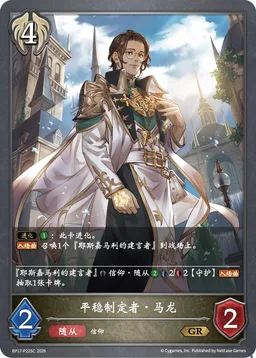 4
进化 1 : 此卡进化。
入场曲 召唤1个『耶斯嘉马利的建言者』到战场上。
『耶斯嘉马利的建言者』 信仰·随从 2 2/2【守护】
入场曲 抽取1张卡牌。
平稳制定者·马龙
2
随从 信仰
GR
2
© Cygames, Inc. Produced by NetEase Games